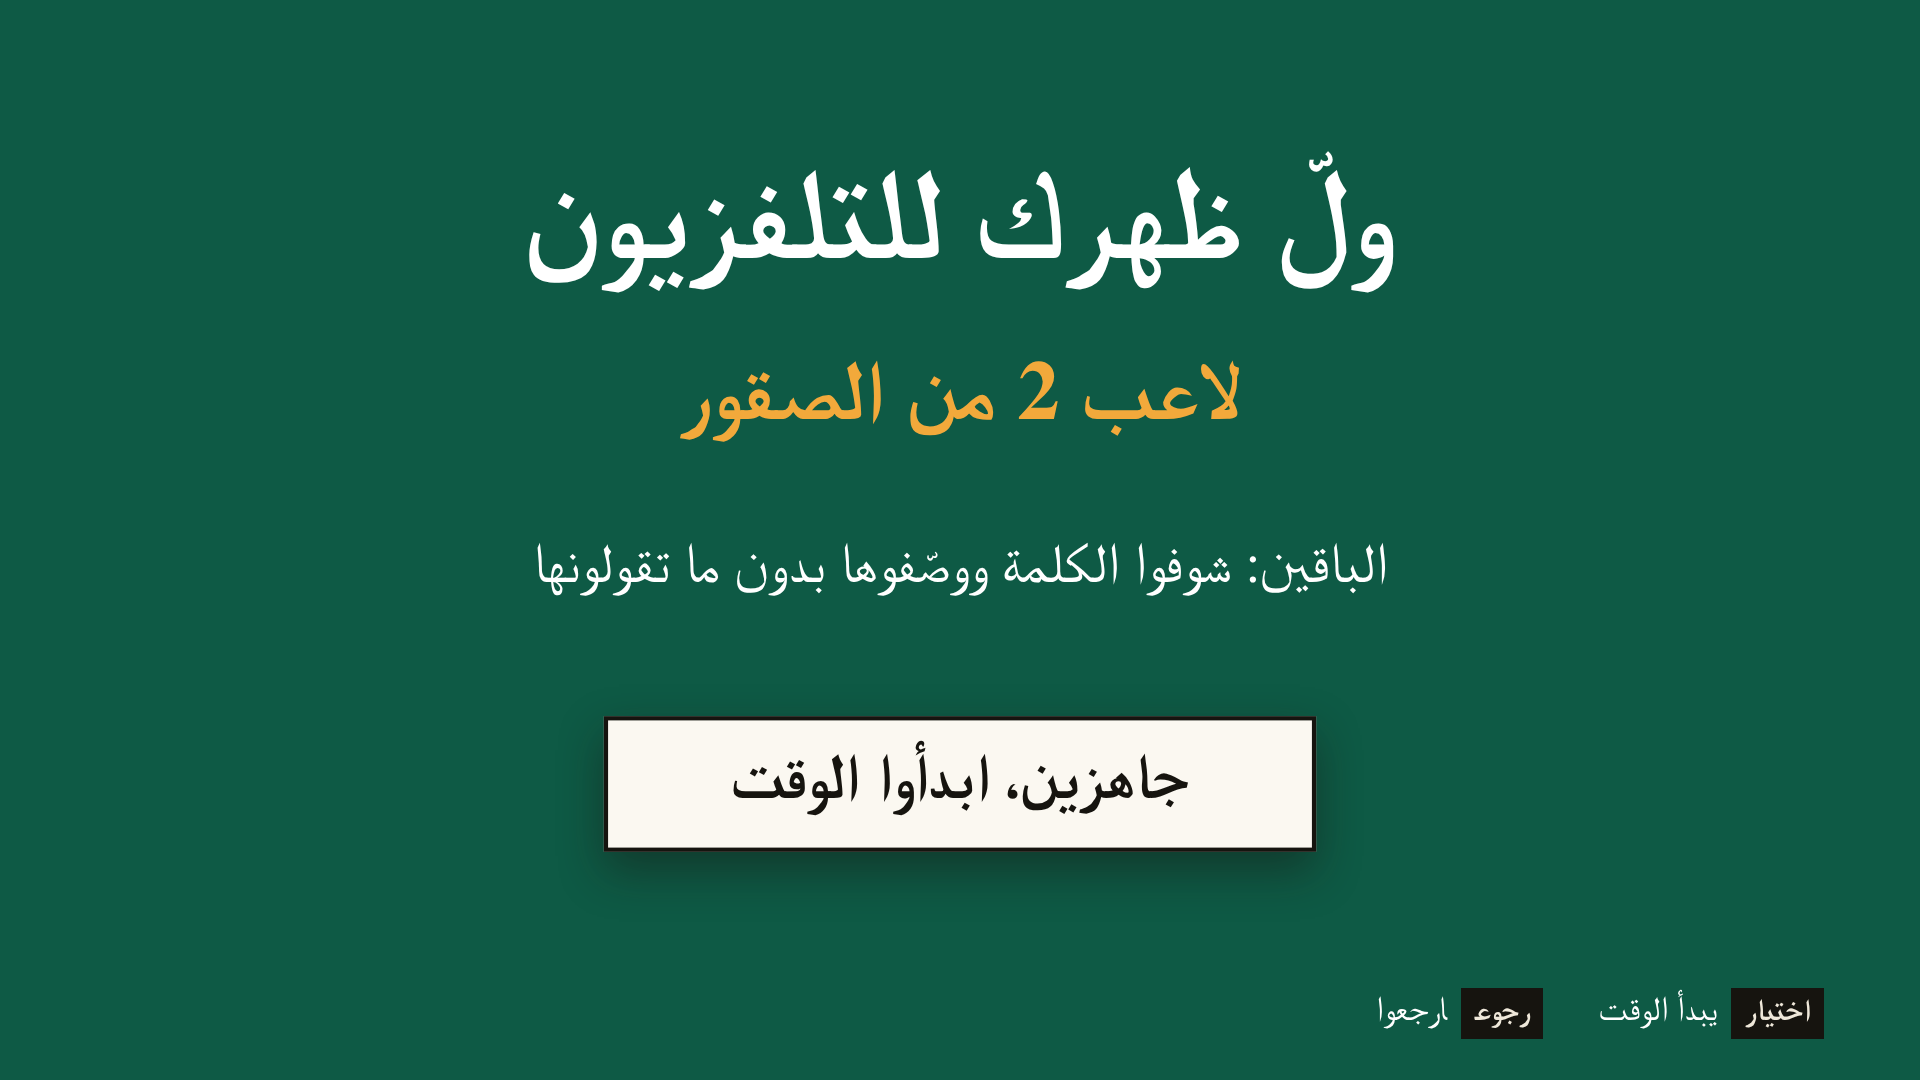 ولّ ظهرك للتلفزيون
لاعب 2 من الصقور
الباقين: شوفوا الكلمة ووصّفوها بدون ما تقولونها
جاهزين، ابدأوا الوقت
اختيار يبدأ الوقت رجوع ارجعوا